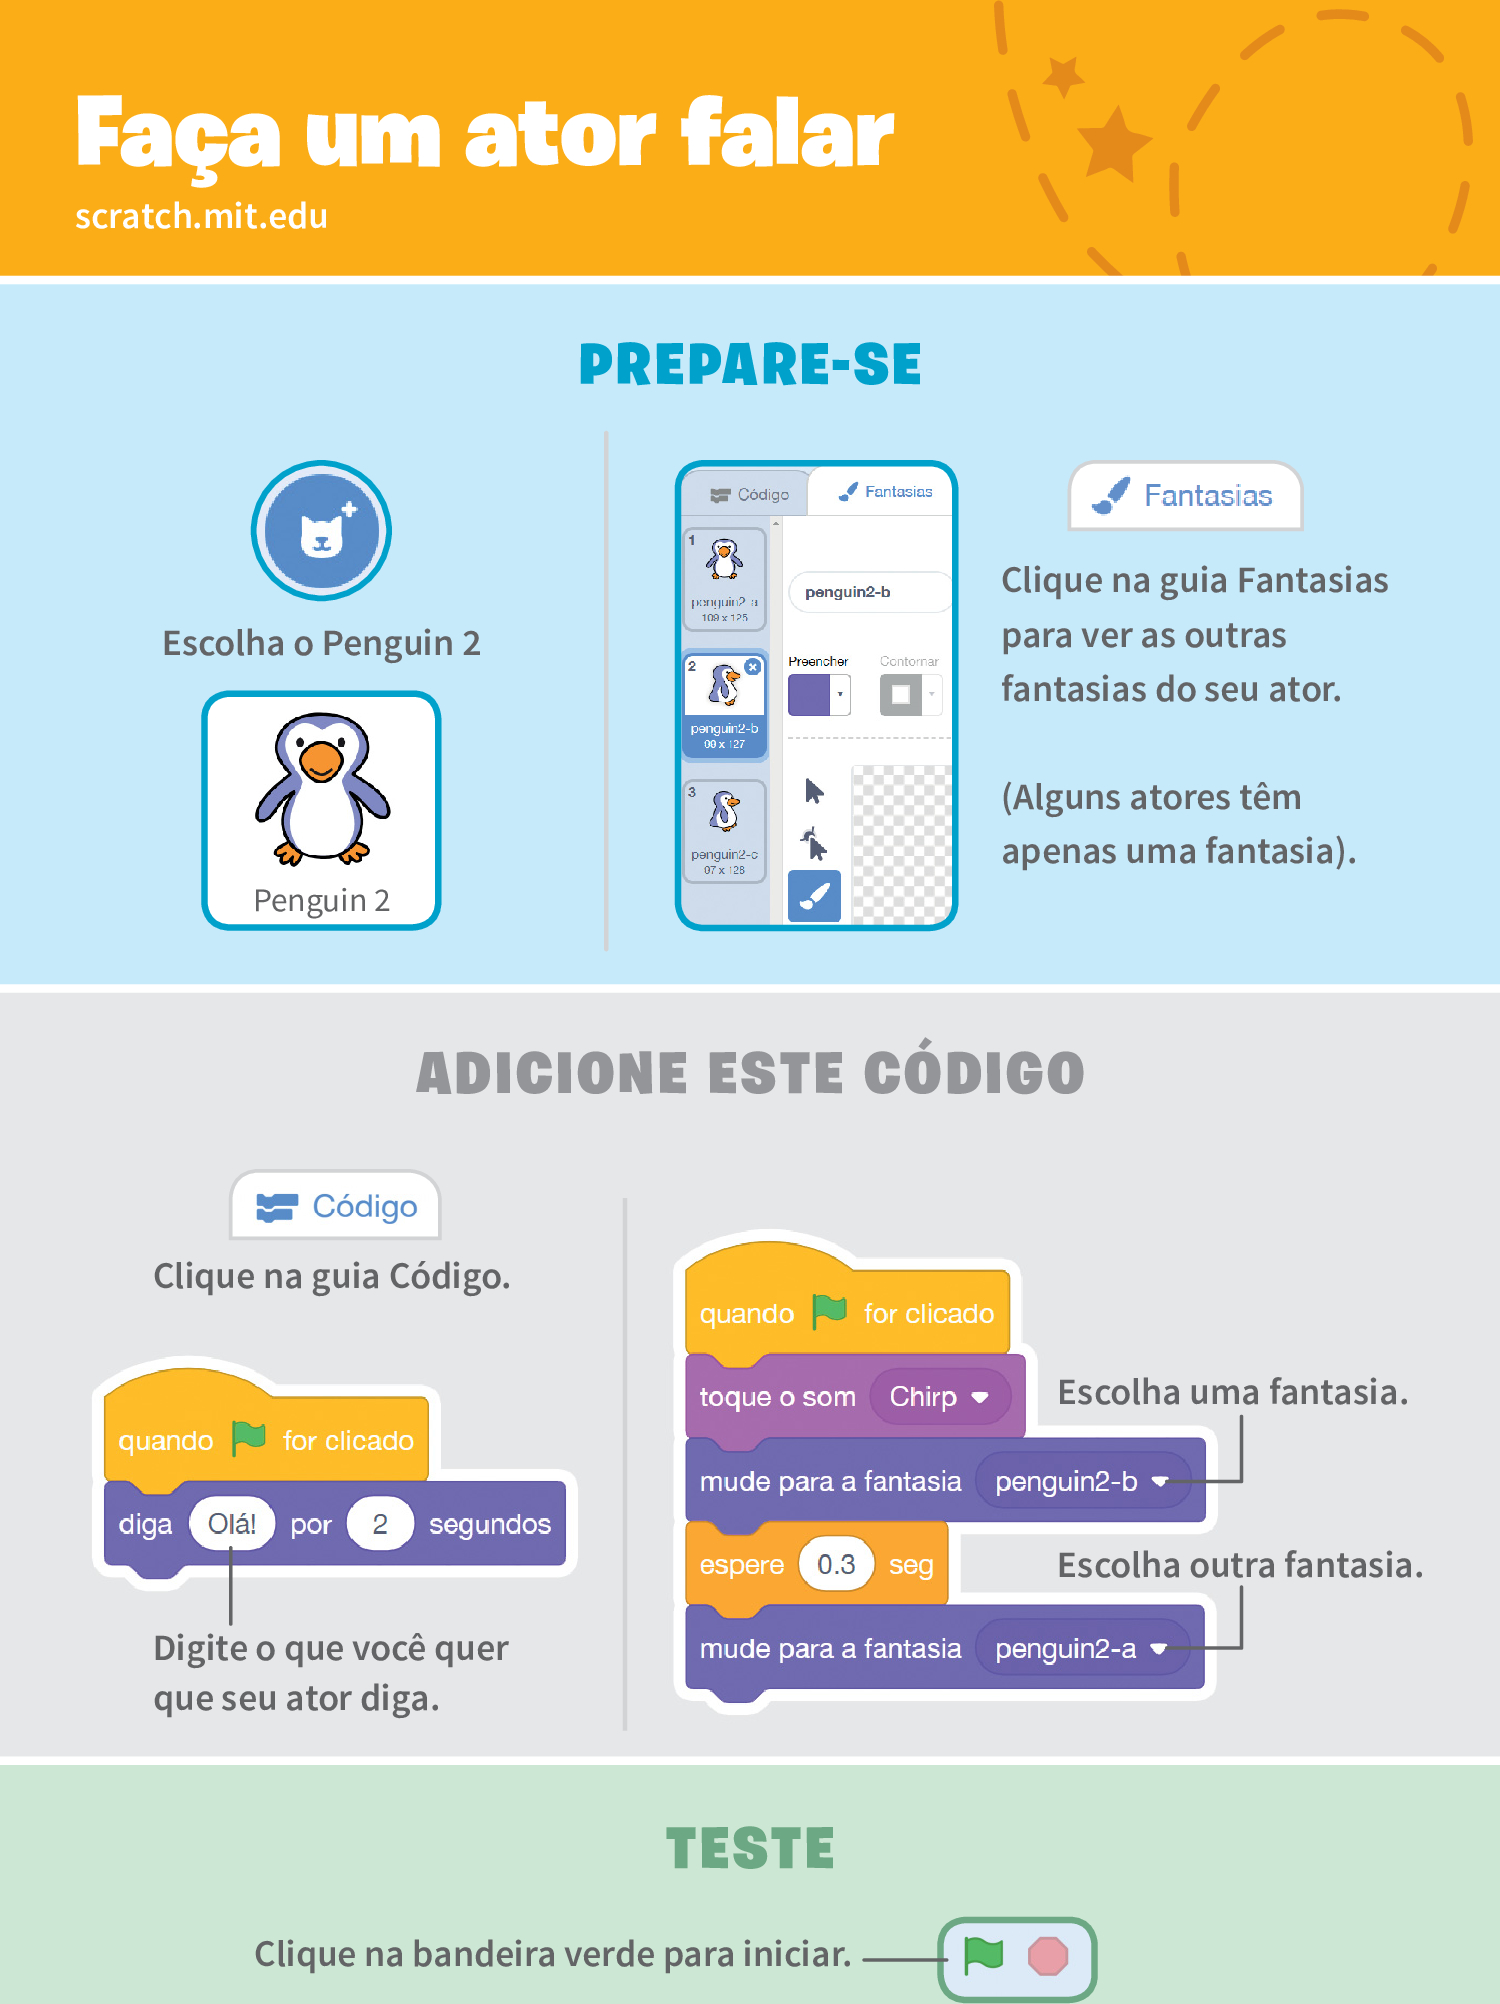 Faça um ator falar
scratch.mit.edu
PREPARE-SE
Escolha o Penguin 2
Penguin 2
Código
Fantasias
1
penguin2-a
109 x 125
2
penguin2-b
99 x 127
3
penguin2-c
97 x 128
penguin2-b
Preencher
Contornar
Fantasias
Clique na guia Fantasias
para ver as outras
fantasias do seu ator.
(Alguns atores têm
apenas uma fantasia).
ADICIONE ESTE CÓDIGO
Código
Clique na guia Código.
quando for clicado
diga Olá! por 2 segundos
Digite o que você quer
que seu ator diga.
quando for clicado
toque o som Chirp
mude para a fantasia penguin2-b
espere 0.3 seg
mude para a fantasia penguin2-a
Escolha uma fantasia.
Escolha outra fantasia.
TESTE
Clique na bandeira verde para iniciar.